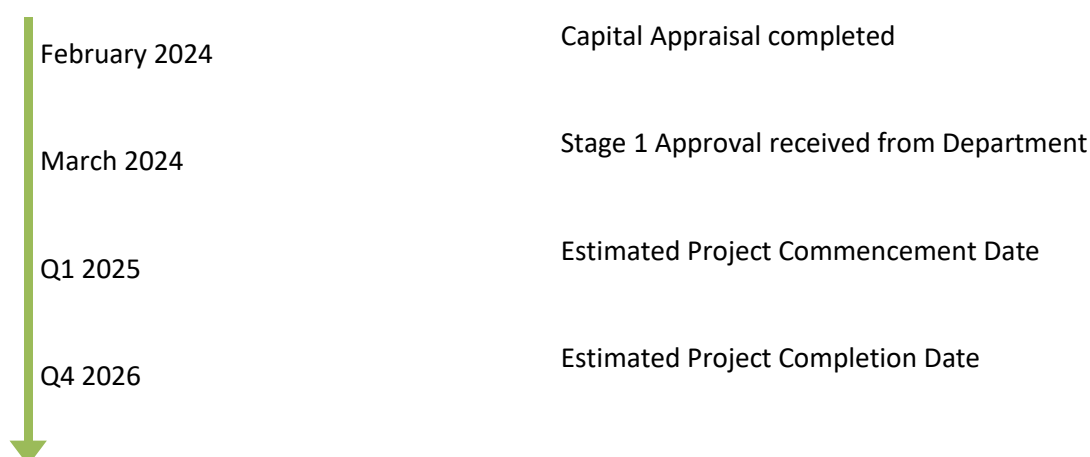 February 2024
Capital Appraisal completed
March 2024
Stage 1 Approval received from Department
Q1 2025
Estimated Project Commencement Date
Q4 2026
Estimated Project Completion Date